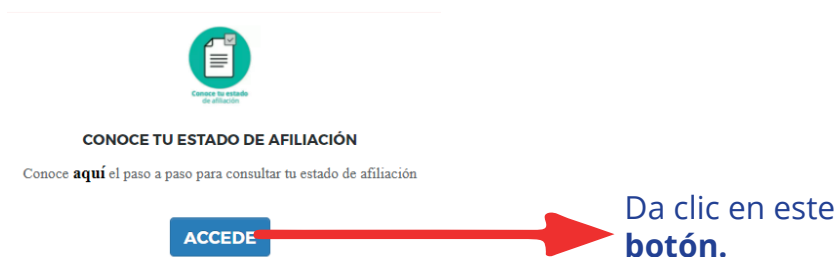 Conoce tu estado
de afiliación
CONOCE TU ESTADO DE AFILIACIÓN
Conoce aquí el paso a paso para consultar tu estado de afiliación
ACCEDE
Da clic en este
botón.